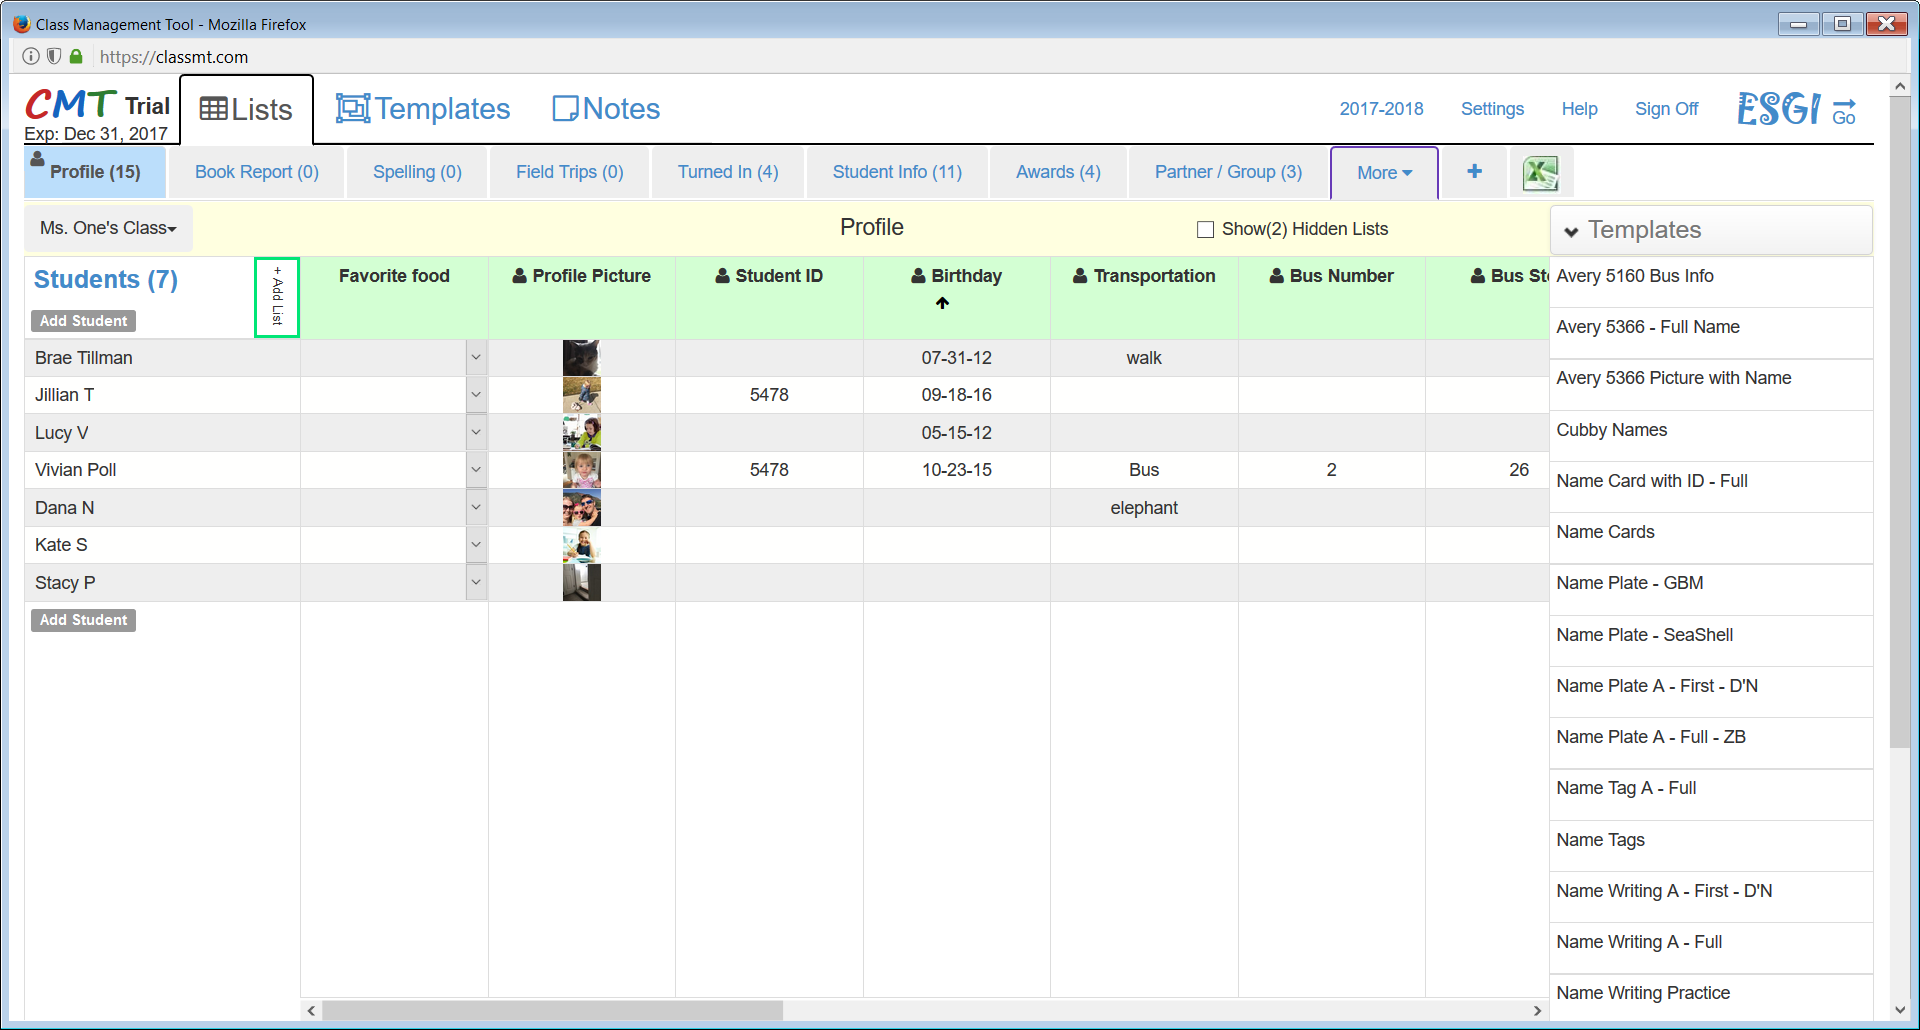 Class Management Tool - Mozilla Firefox
https://classmt.com
CMT Trial
Exp: Dec 31, 2017
Lists
Templates
Notes
2017-2018
Settings
Help
Sign Off
ESGI Go
Profile (15)
Book Report (0)
Spelling (0)
Field Trips (0)
Turned In (4)
Student Info (11)
Awards (4)
Partner / Group (3)
More
+
Ms. One's Class
Profile
Show(2) Hidden Lists
Templates
Students (7)
Add Student
+ Add List
Favorite food
Profile Picture
Student ID
Birthday
Transportation
Bus Number
Bus St
Brae Tillman 07-31-12 walk
Jillian T 5478 09-18-16
Lucy V 05-15-12
Vivian Poll 5478 10-23-15 Bus 2 26
Dana N elephant
Kate S
Stacy P
Add Student
Avery 5160 Bus Info
Avery 5366 - Full Name
Avery 5366 Picture with Name
Cubby Names
Name Card with ID - Full
Name Cards
Name Plate - GBM
Name Plate - SeaShell
Name Plate A - First - D'N
Name Plate A - Full - ZB
Name Tag A - Full
Name Tags
Name Writing A - First - D'N
Name Writing A - Full
Name Writing Practice